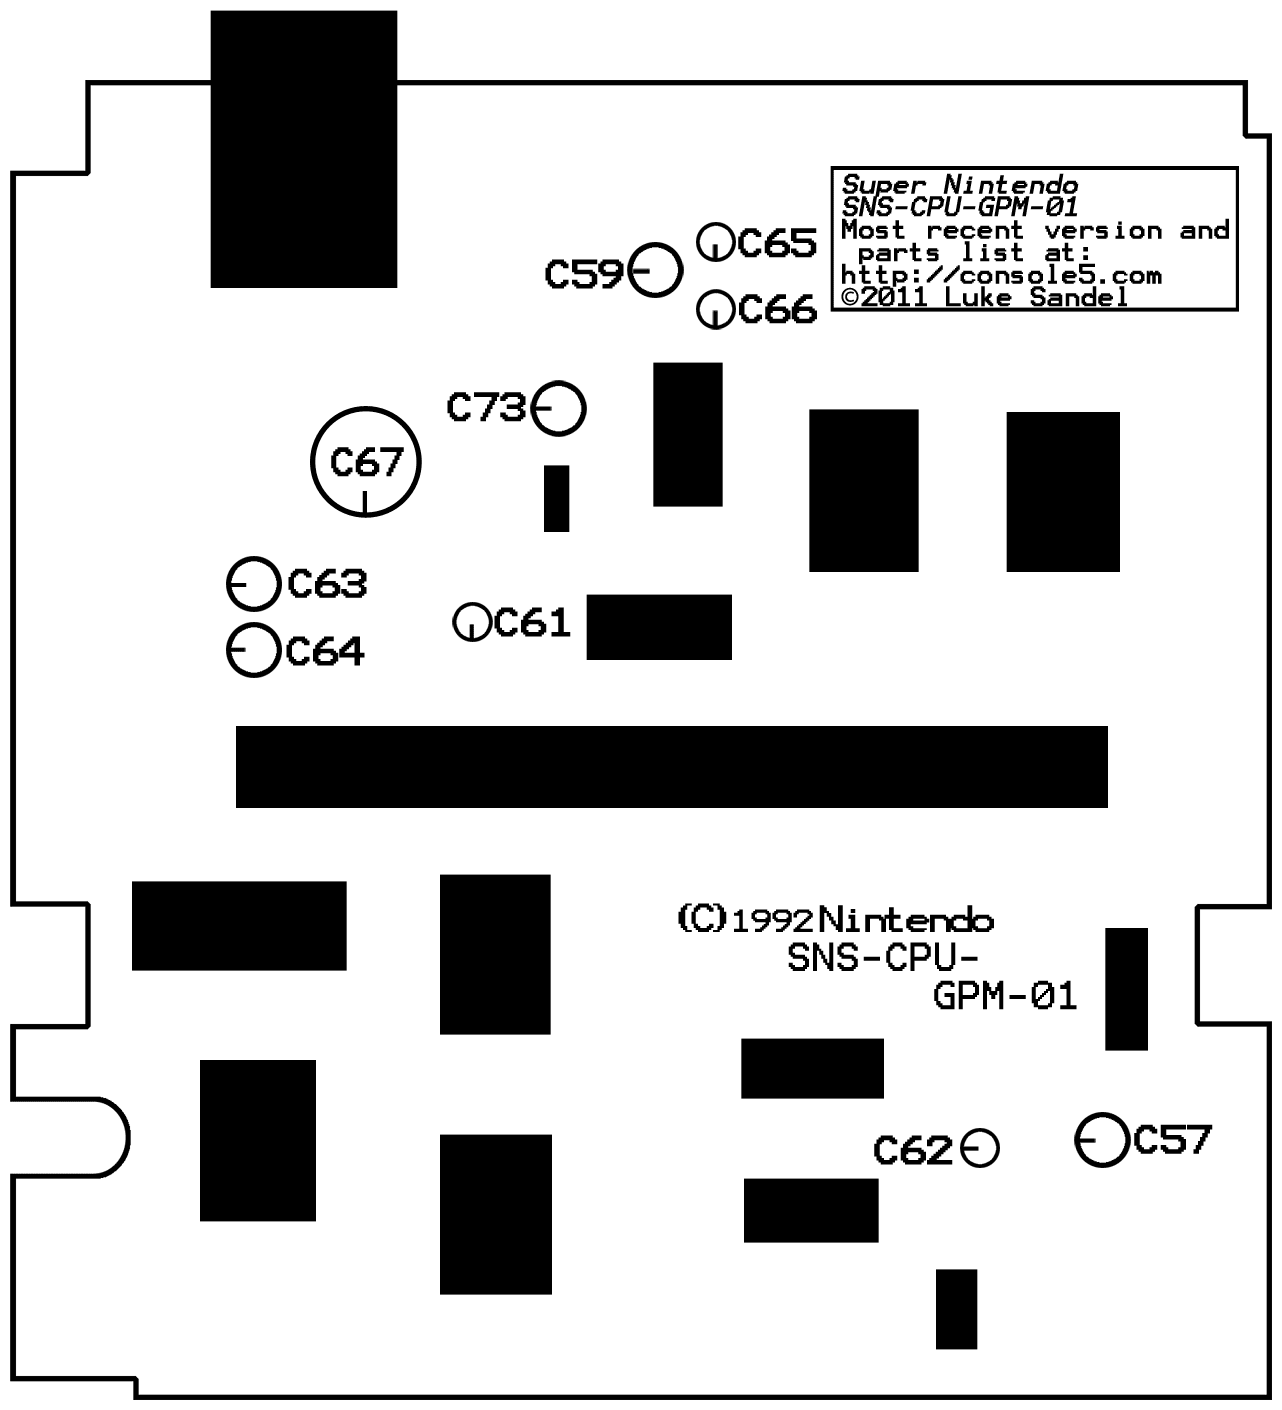 Super Nintendo
SNS-CPU-GPM-01
Most recent version and
parts list at:
http://console5.com
©2011 Luke Sandel
C65
C59
C66
C73
C67
C63
C61
C64
(C)1992Nintendo
SNS-CPU-
GPM-01
C62
C57